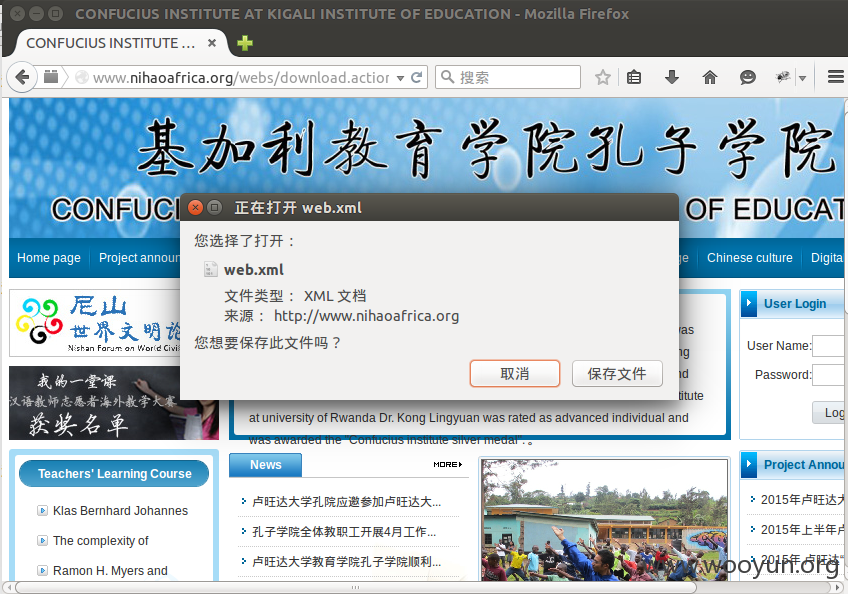 CONFUCIUS INSTITUTE AT KIGALI INSTITUTE OF EDUCATION - Mozilla Firefox
CONFUCIUS INSTITUTE ...
www.nihaoafrica.org/webs/download.action
搜索
基加利教育学院孔子学院
CONFUCI
OF EDUCAT
正在打开 web.xml
您选择了打开：
web.xml
文件类型： XML 文档
来源： http://www.nihaoafrica.org
您想要保存此文件吗？
取消
保存文件
Home page
Project announ
ge
Chinese culture
Digita
尼山
世界文明论
Nishan Forum on World Civi
我的一堂课
汉语教师志愿者海外教学大赛
获奖名单
was
ng
nd
stitute
at university of Rwanda Dr. Kong Lingyuan was rated as advanced individual and
was awarded the "Confucius Institute silver medal". 。
User Login
User Name:
Password:
Log
Teachers' Learning Course
Klas Bernhard Johannes
The complexity of
Ramon H. Myers and
News
MORE
卢旺达大学孔院应邀参加卢旺达大...
孔子学院全体教职工开展4月工作...
卢旺达大学教育学院孔子学院顺利...
Project Annou
2015年卢旺达大
2015年上半年卢
2015年 卢旺达"
www.wooyun.org